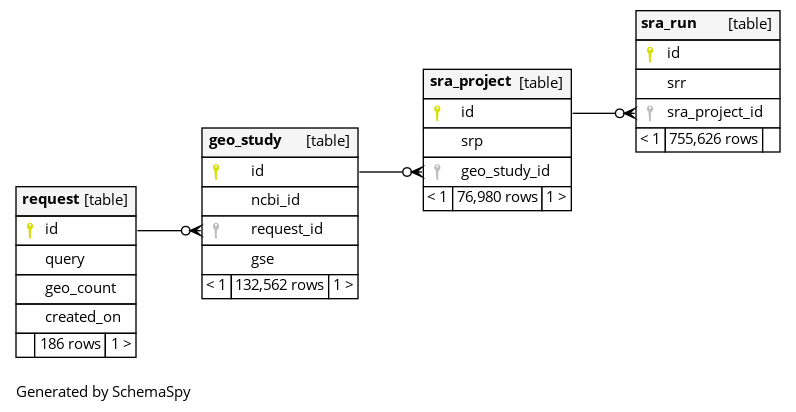 sra_run [table]
id
srr
sra_project_id
< 1 755,626 rows
sra_project [table]
id
srp
geo_study_id
< 1 76,980 rows 1 >
geo_study [table]
id
ncbi_id
request_id
gse
< 1 132,562 rows 1 >
request [table]
id
query
geo_count
created_on
186 rows 1 >
Generated by SchemaSpy